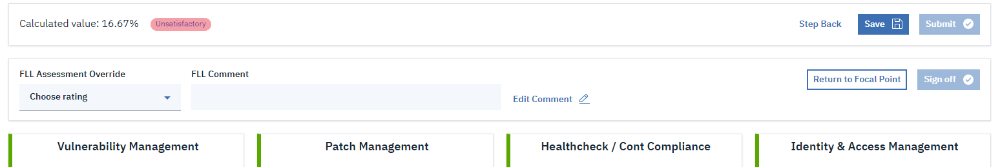 Calculated value: 16.67% Unsatisfactory Step Back Save Submit
FLL Assessment Override FLL Comment
Choose rating
Edit Comment
Return to Focal Point Sign off
Vulnerability Management Patch Management Healthcheck / Cont Compliance Identity & Access Management